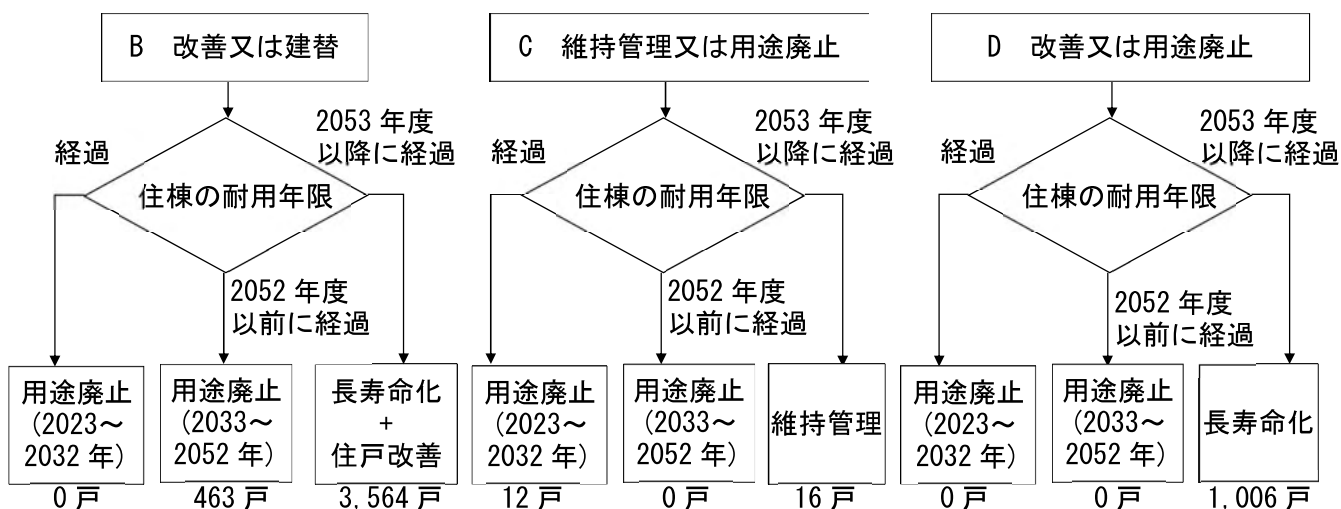 B 改善又は建替
経過
2053 年度
以降に経過
住棟の耐用年限
2052 年度
以前に経過
用途廃止
(2023～
2032 年)
0 戸
用途廃止
(2033～
2052 年)
463 戸
長寿命化
+
住戸改善
3,564 戸
C 維持管理又は用途廃止
経過
2053 年度
以降に経過
住棟の耐用年限
2052 年度
以前に経過
用途廃止
(2023～
2032 年)
12 戸
用途廃止
(2033～
2052 年)
0 戸
維持管理
16 戸
D 改善又は用途廃止
経過
2053 年度
以降に経過
住棟の耐用年限
2052 年度
以前に経過
用途廃止
(2023～
2032 年)
0 戸
用途廃止
(2033～
2052 年)
0 戸
長寿命化
1,006 戸